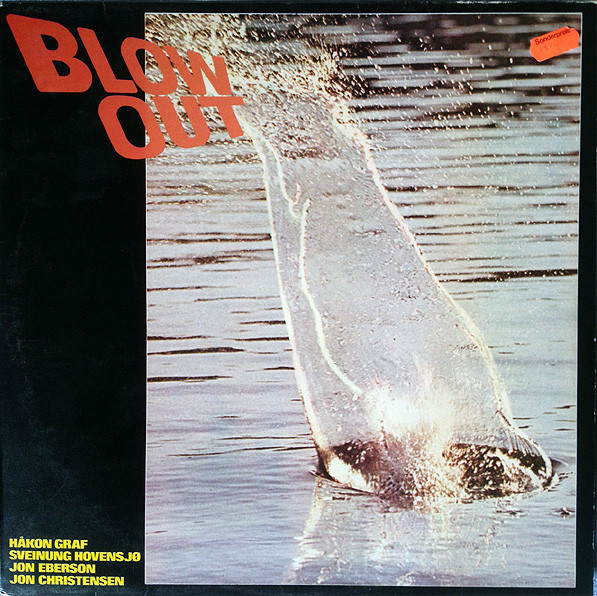 BLOW
OUT
Sonderpreis
HÅKON GRAF
SVEINUNG HOVENSJØ
JON EBERSON
JON CHRISTENSEN